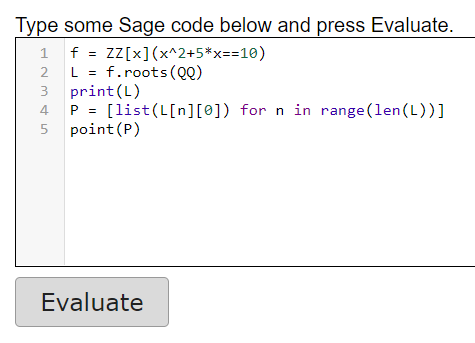 Type some Sage code below and press Evaluate.
1 f = ZZ[x](x^2+5*x==10)
2 L = f.roots(QQ)
3 print(L)
4 P = [list(L[n][0]) for n in range(len(L))]
5 point(P)
Evaluate